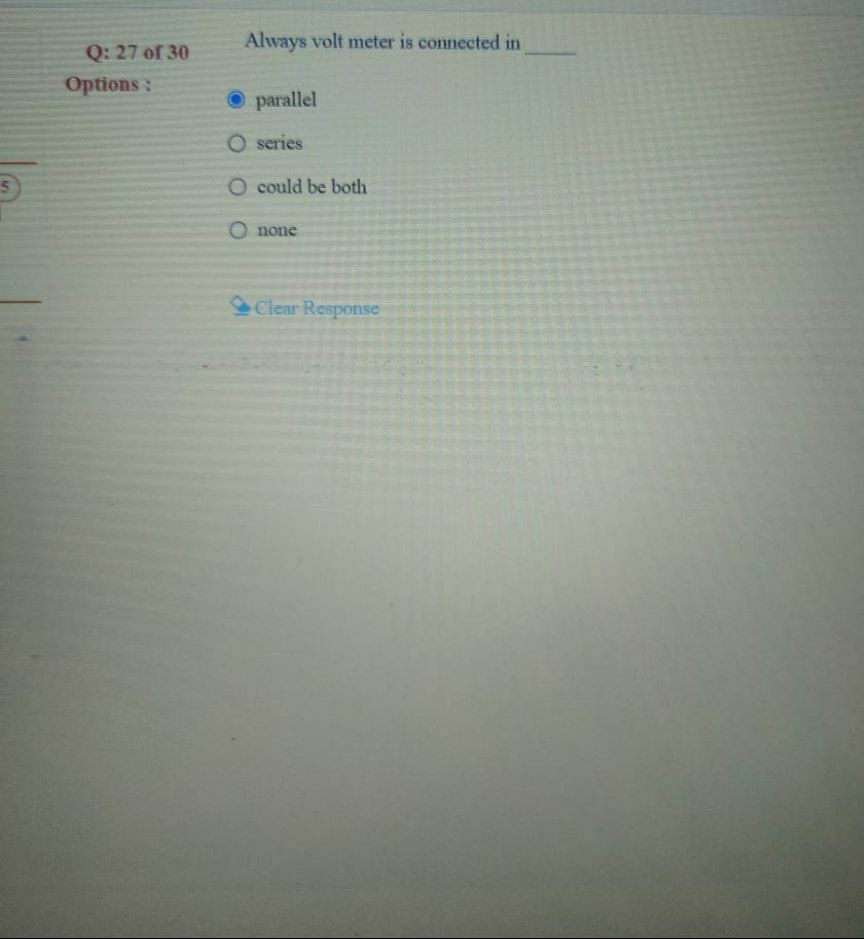 Q: 27 of 30
Always volt meter is connected in ______
Options :
parallel
series
could be both
none
Clear Response
5